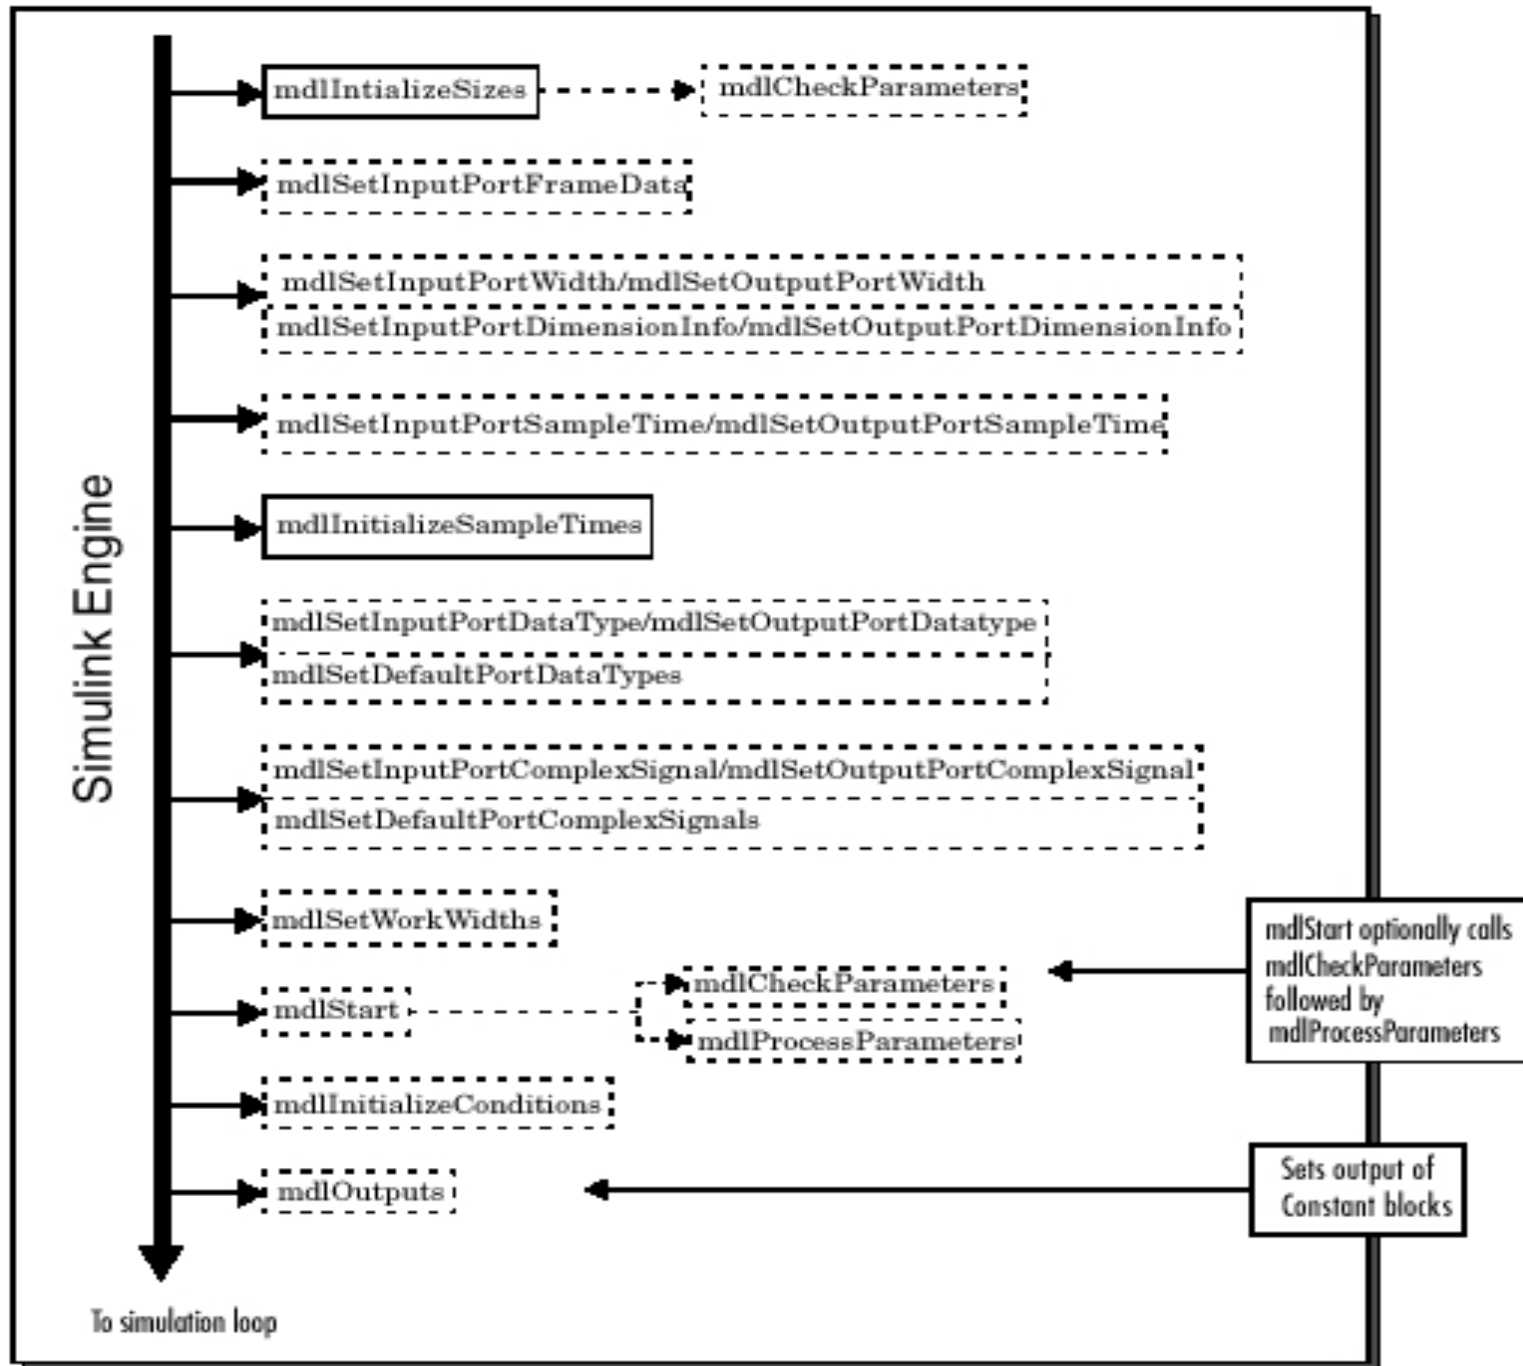 mdlIntializeSizes
mdlCheckParameters
mdlSetInputPortFrameData
mdlSetInputPortWidth/mdlSetOutputPortWidth
mdlSetInputPortDimensionInfo/mdlSetOutputPortDimensionInfo
mdlSetInputPortSampleTime/mdlSetOutputPortSampleTime
Simulink Engine
mdlInitializeSampleTimes
mdlSetInputPortDataType/mdlSetOutputPortDatatype
mdlSetDefaultPortDataTypes
mdlSetInputPortComplexSignal/mdlSetOutputPortComplexSignal
mdlSetDefaultPortComplexSignals
mdlSetWorkWidths
mdlStart
mdlCheckParameters
mdlProcessParameters
mdlStart optionally calls
mdlCheckParameters
followed by
mdlProcessParameters
mdlInitializeConditions
mdlOutputs
Sets output of
Constant blocks
To simulation loop